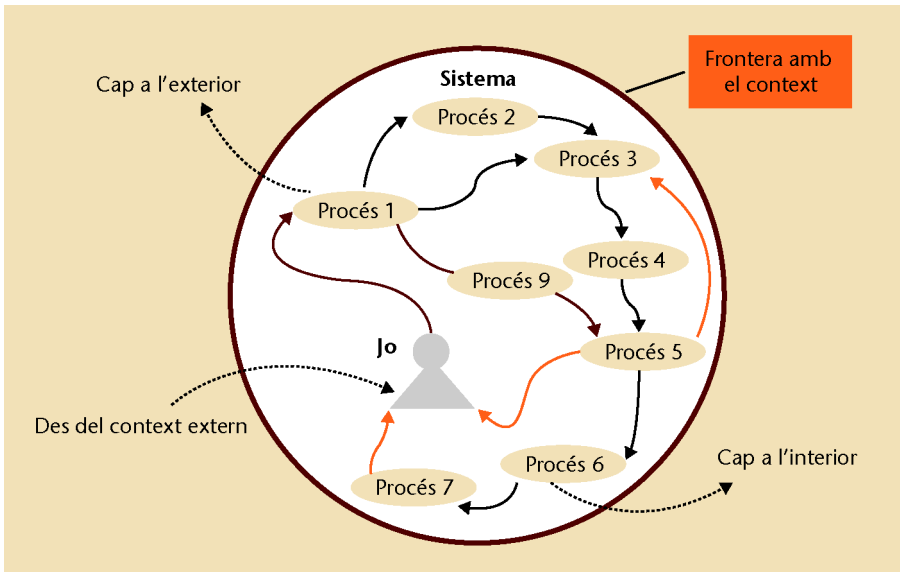 Frontera amb
el context
Sistema
Cap a l’exterior
Procés 2
Procés 3
Procés 1
Procés 4
Procés 9
Jo
Procés 5
Des del context extern
Procés 6
Cap a l’interior
Procés 7